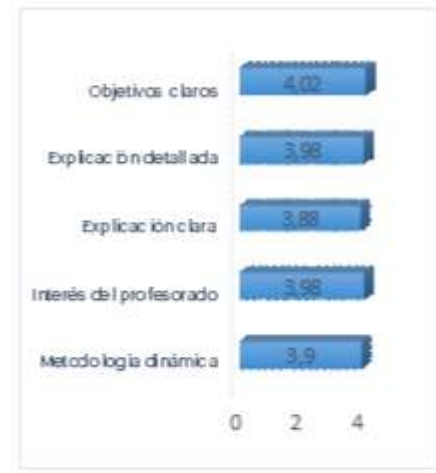 Objetivos claros 4,02
Explicación detallada 3,98
Explicación clara 3,88
Interés del profesorado 3,98
Metodología dinámica 3,9
0 2 4